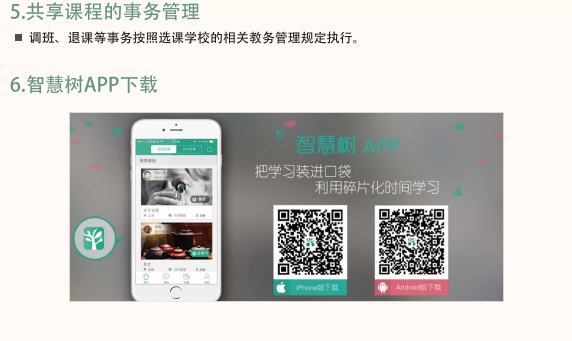 5.共享课程的事务管理
■ 调班、退课等事务按照选课学校的相关教务管理规定执行。
6.智慧树APP下载
智慧树 APP
把学习装进口袋
利用碎片化时间学习
iPhone版下载
Android版下载